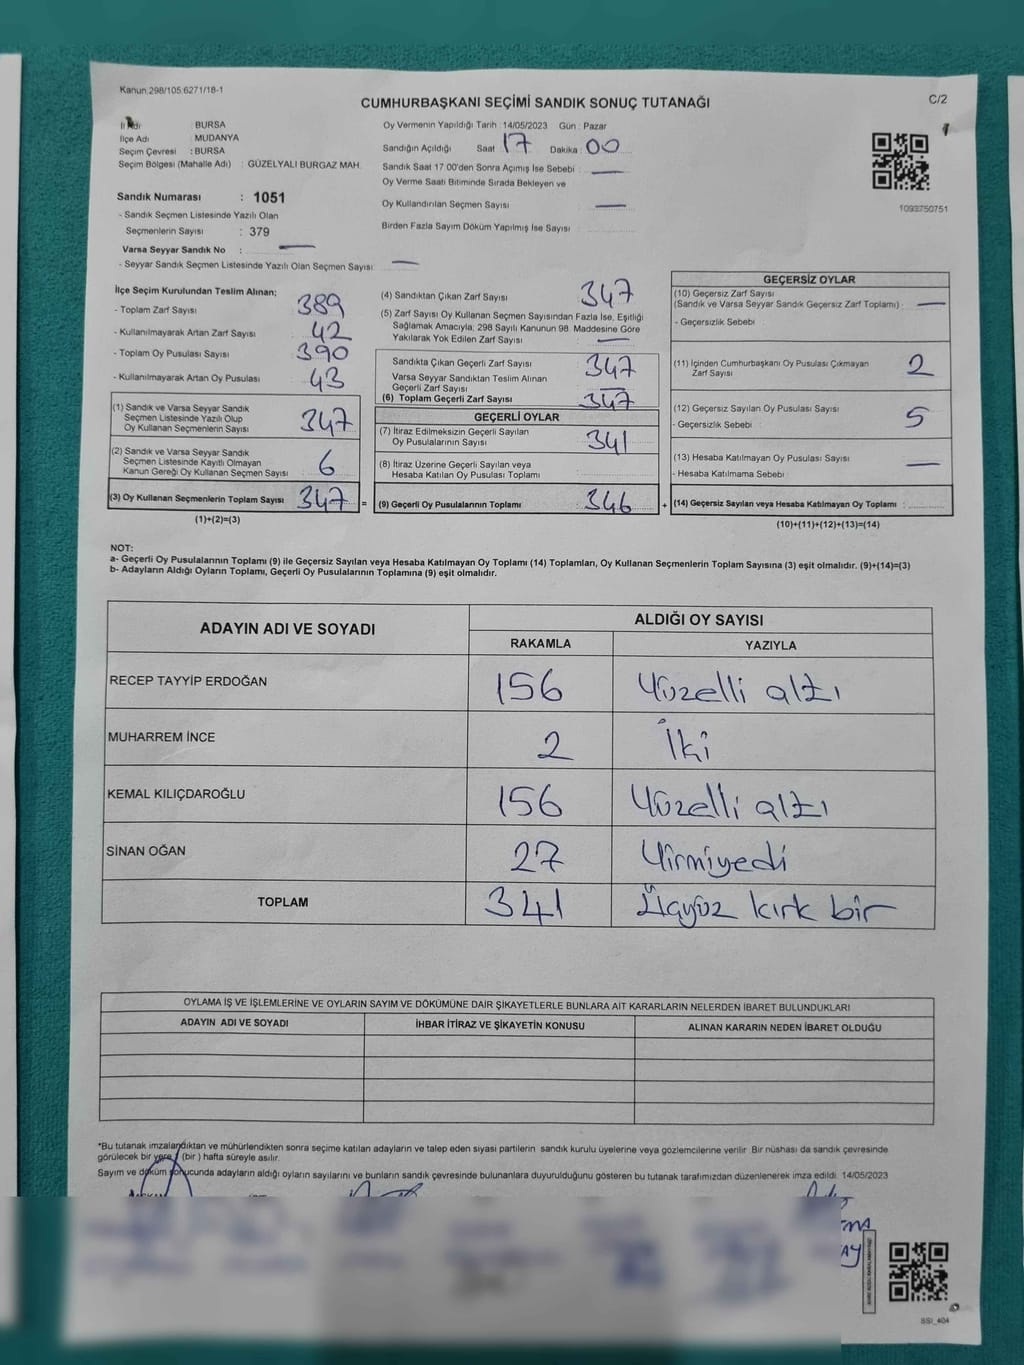 Kanun 298/105 6271/18-1
CUMHURBAŞKANI SEÇİMİ SANDIK SONUÇ TUTANAĞI
C/2
İl Adı : BURSA
İlçe Adı : MUDANYA
Seçim Çevresi : BURSA
Seçim Bölgesi (Mahalle Adı) : GÜZELYALI BURGAZ MAH.
Oy Vermenin Yapıldığı Tarih : 14/05/2023 Gün : Pazar
Sandığın Açıldığı Saat : 17 Dakika : 00
Sandık Saat 17 00'den Sonra Açımış İse Sebebi : —
Oy Verme Saati Bitiminde Sırada Bekleyen ve
Oy Kullandırılan Seçmen Sayısı : —
Birden Fazla Sayım Döküm Yapılmış İse Sayısı :
1092750751
Sandık Numarası : 1051
- Sandık Seçmen Listesinde Yazılı Olan
Seçmenlerin Sayısı : 379
Varsa Seyyar Sandık No : —
- Seyyar Sandık Seçmen Listesinde Yazılı Olan Seçmen Sayısı: —
İlçe Seçim Kurulundan Teslim Alınan;
- Toplam Zarf Sayısı 389
- Kullanılmayarak Artan Zarf Sayısı 42
- Toplam Oy Pusulası Sayısı 390
- Kullanılmayarak Artan Oy Pusulası 43
(1) Sandık ve Varsa Seyyar Sandık
Seçmen Listesinde Yazılı Olup
Oy Kullanan Seçmenlerin Sayısı 347
(2) Sandık ve Varsa Seyyar Sandık
Seçmen Listesinde Kayıtlı Olmayan
Kanun Gereği Oy Kullanan Seçmen Sayısı 6
(3) Oy Kullanan Seçmenlerin Toplam Sayısı 347 =
(1)+(2)=(3)
(4) Sandıktan Çıkan Zarf Sayısı 347
(5) Zarf Sayısı Oy Kullanan Seçmen Sayısından Fazla İse, Eşitliği
Sağlamak Amacıyla; 298 Sayılı Kanunun 98. Maddesine Göre
Yakılarak Yok Edilen Zarf Sayısı —
Sandıkta Çıkan Geçerli Zarf Sayısı 347
Varsa Seyyar Sandıktan Teslim Alınan
Geçerli Zarf Sayısı —
(6) Toplam Geçerli Zarf Sayısı 347
GEÇERLİ OYLAR
(7) İtiraz Edilmeksizin Geçerli Sayılan
Oy Pusulalarının Sayısı 341
(8) İtiraz Üzerine Geçerli Sayılan veya
Hesaba Katılan Oy Pusulası Toplamı
(9) Geçerli Oy Pusulalarının Toplamı 346 +
GEÇERSİZ OYLAR
(10) Geçersiz Zarf Sayısı
(Sandık ve Varsa Seyyar Sandık Geçersiz Zarf Toplamı) : —
- Geçersizlik Sebebi :
(11) İçinden Cumhurbaşkanı Oy Pusulası Çıkmayan
Zarf Sayısı : 2
(12) Geçersiz Sayılan Oy Pusulası Sayısı : 5
- Geçersizlik Sebebi :
(13) Hesaba Katılmayan Oy Pusulası Sayısı : —
- Hesaba Katılmama Sebebi :
(14) Geçersiz Sayılan veya Hesaba Katılmayan Oy Toplamı :
(10)+(11)+(12)+(13)=(14)
NOT:
a- Geçerli Oy Pusulalarının Toplamı (9) ile Geçersiz Sayılan veya Hesaba Katılmayan Oy Toplamı (14) Toplamları, Oy Kullanan Seçmenlerin Toplam Sayısına (3) eşit olmalıdır. (9)+(14)=(3)
b- Adayların Aldığı Oyların Toplamı, Geçerli Oy Pusulalarının Toplamına (9) eşit olmalıdır.
ADAYIN ADI VE SOYADI ALDIĞI OY SAYISI
RAKAMLA YAZIYLA
RECEP TAYYİP ERDOĞAN 156 Yüzelli altı
MUHARREM İNCE 2 İki
KEMAL KILIÇDAROĞLU 156 Yüzelli altı
SİNAN OĞAN 27 Yirmiyedi
TOPLAM 341 Üçyüz kırk bir
OYLAMA İŞ VE İŞLEMLERİNE VE OYLARIN SAYIM VE DÖKÜMÜNE DAİR ŞİKAYETLERLE BUNLARA AİT KARARLARIN NELERDEN İBARET BULUNDUKLARI
ADAYIN ADI VE SOYADI İHBAR İTİRAZ VE ŞİKAYETİN KONUSU ALINAN KARARIN NEDEN İBARET OLDUĞU
*Bu tutanak imzalandıktan ve mühürlendikten sonra seçime katılan adayların ve talep eden siyasi partilerin sandık kurulu üyelerine veya gözlemcilerine verilir Bir nüshası da sandık çevresinde
görülecek bir yere 1 (bir) hafta süreyle asılır.
Sayım ve döküm sonucunda adayların aldığı oyların sayılarını ve bunların sandık çevresinde bulunanlara duyurulduğunu gösteren bu tutanak tarafımızdan düzenlenerek imza edildi. 14/05/2023
SSI_404